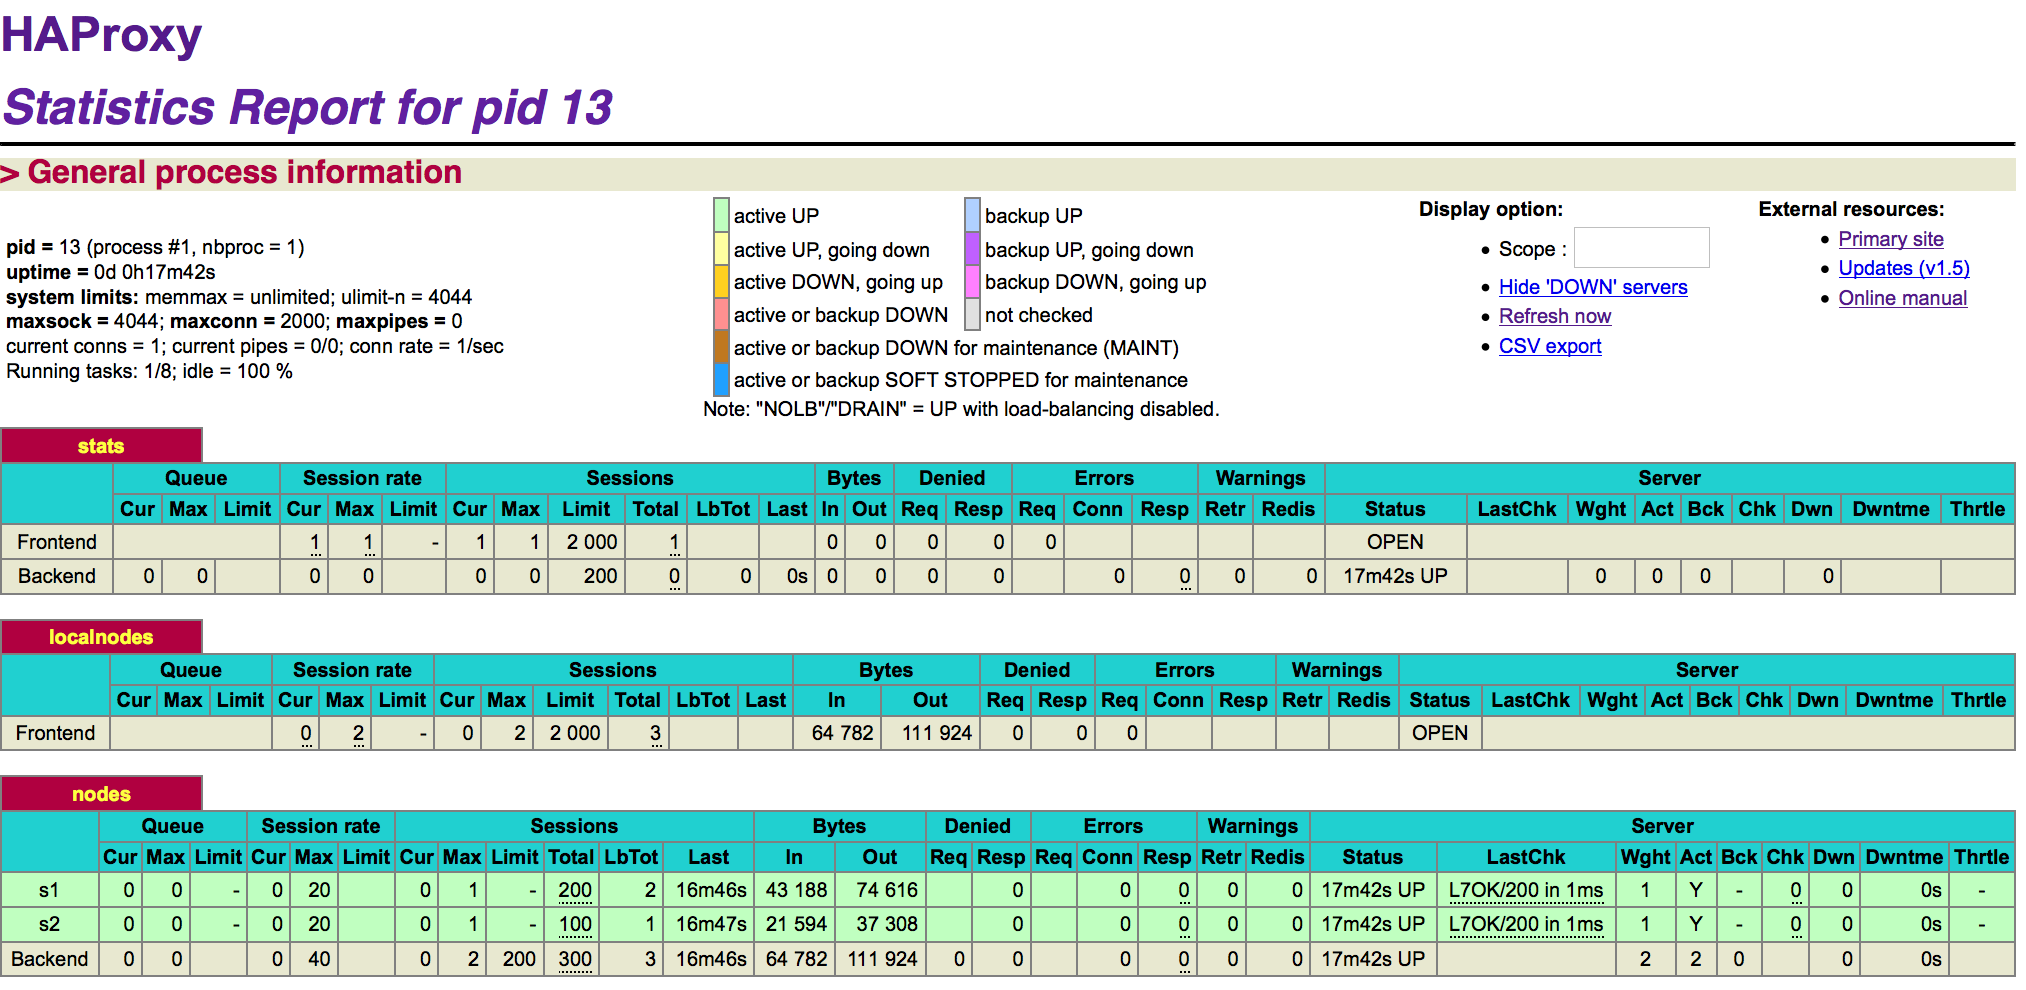 HAProxy
Statistics Report for pid 13
> General process information
pid = 13 (process #1, nbproc = 1)
uptime = 0d 0h17m42s
system limits: memmax = unlimited; ulimit-n = 4044
maxsock = 4044; maxconn = 2000; maxpipes = 0
current conns = 1; current pipes = 0/0; conn rate = 1/sec
Running tasks: 1/8; idle = 100 %
active UP backup UP
active UP, going down backup UP, going down
active DOWN, going up backup DOWN, going up
active or backup DOWN not checked
active or backup DOWN for maintenance (MAINT)
active or backup SOFT STOPPED for maintenance
Note: "NOLB"/"DRAIN" = UP with load-balancing disabled.
Display option:
• Scope :
• Hide 'DOWN' servers
• Refresh now
• CSV export
External resources:
• Primary site
• Updates (v1.5)
• Online manual
stats
Queue Session rate Sessions Bytes Denied Errors Warnings Server
Cur Max Limit Cur Max Limit Cur Max Limit Total LbTot Last In Out Req Resp Req Conn Resp Retr Redis Status LastChk Wght Act Bck Chk Dwn Dwntme Thrtle
Frontend 1 1 - 1 1 2 000 1 0 0 0 0 0 OPEN
Backend 0 0 0 0 0 0 200 0 0 0s 0 0 0 0 0 0 0 0 17m42s UP 0 0 0 0
localnodes
Queue Session rate Sessions Bytes Denied Errors Warnings Server
Cur Max Limit Cur Max Limit Cur Max Limit Total LbTot Last In Out Req Resp Req Conn Resp Retr Redis Status LastChk Wght Act Bck Chk Dwn Dwntme Thrtle
Frontend 0 2 - 0 2 2 000 3 64 782 111 924 0 0 0 OPEN
nodes
Queue Session rate Sessions Bytes Denied Errors Warnings Server
Cur Max Limit Cur Max Limit Cur Max Limit Total LbTot Last In Out Req Resp Req Conn Resp Retr Redis Status LastChk Wght Act Bck Chk Dwn Dwntme Thrtle
s1 0 0 - 0 20 0 1 - 200 2 16m46s 43 188 74 616 0 0 0 0 0 17m42s UP L7OK/200 in 1ms 1 Y - 0 0 0s -
s2 0 0 - 0 20 0 1 - 100 1 16m47s 21 594 37 308 0 0 0 0 0 17m42s UP L7OK/200 in 1ms 1 Y - 0 0 0s -
Backend 0 0 0 40 0 2 200 300 3 16m46s 64 782 111 924 0 0 0 0 0 0 17m42s UP 2 2 0 0 0s